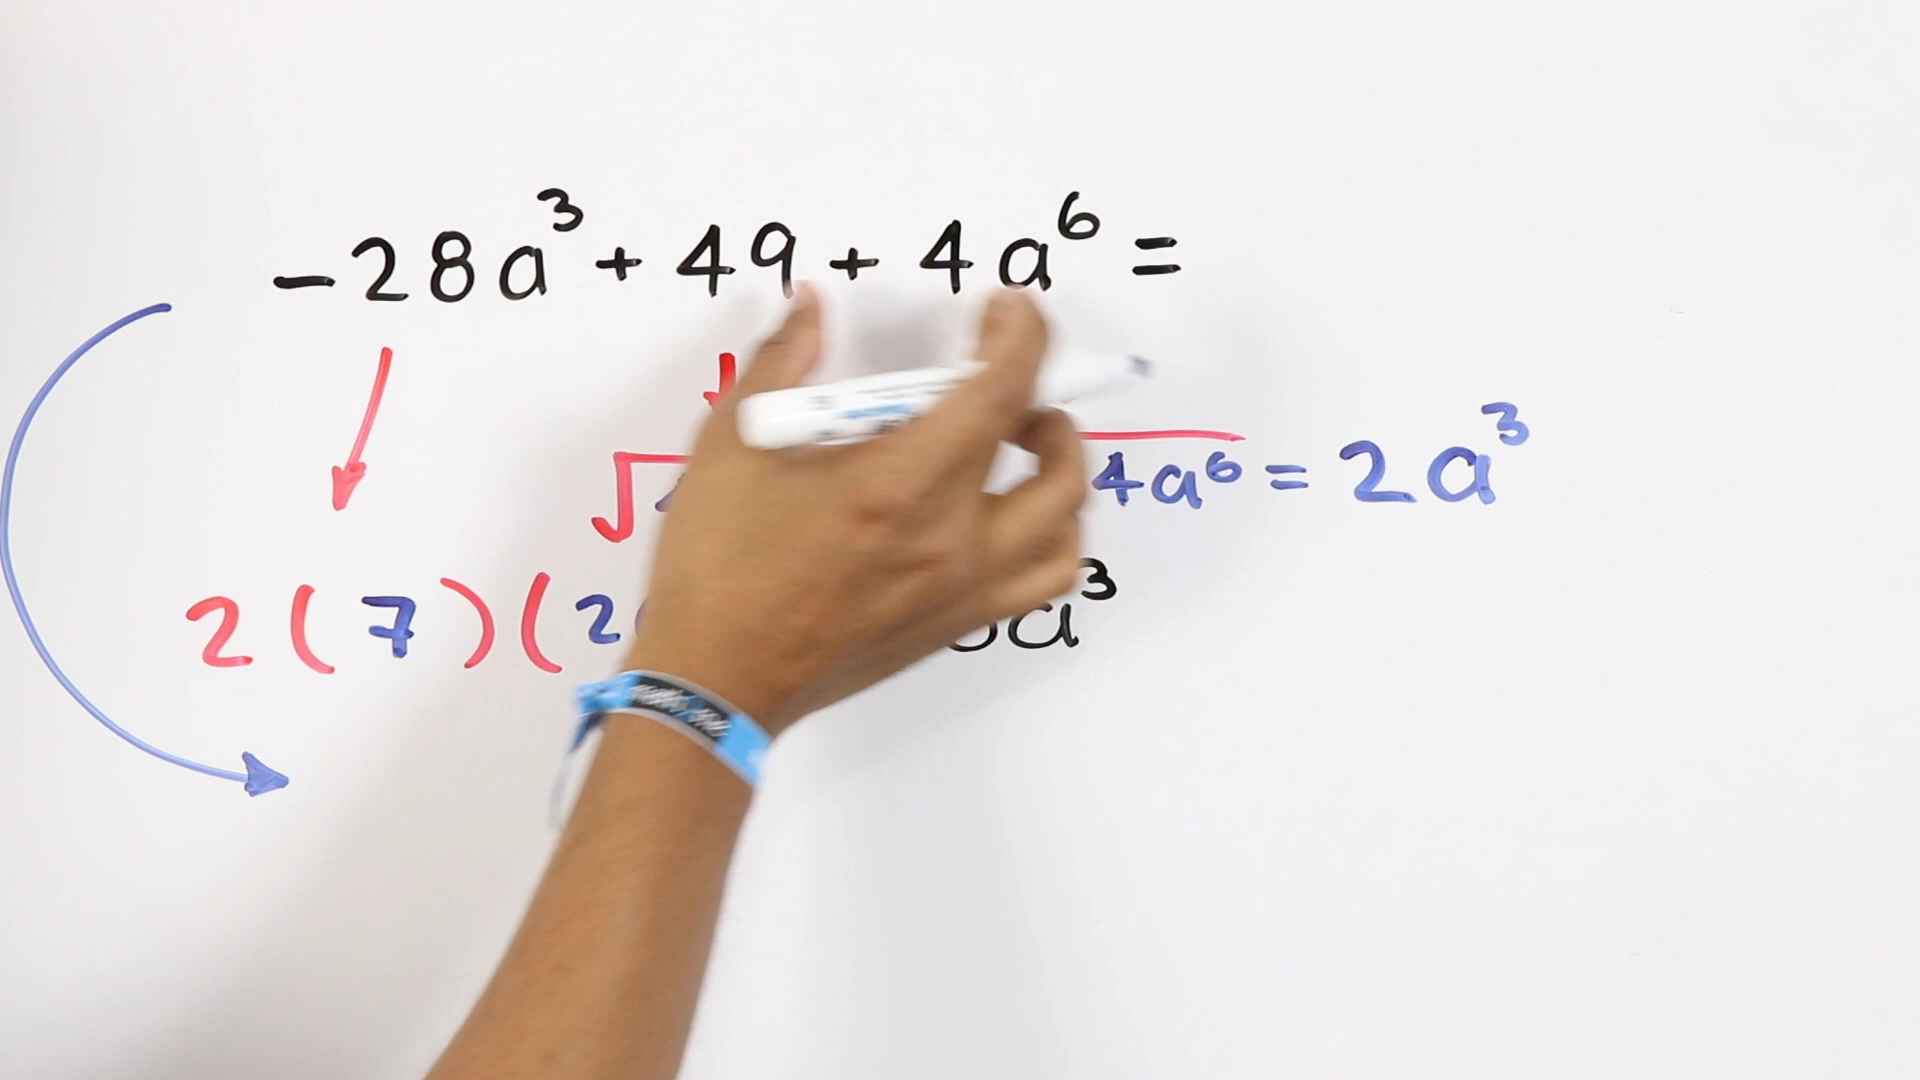 -28a³ + 49 + 4a⁶ =
4a⁶ = 2a³
2(7)(2
a³